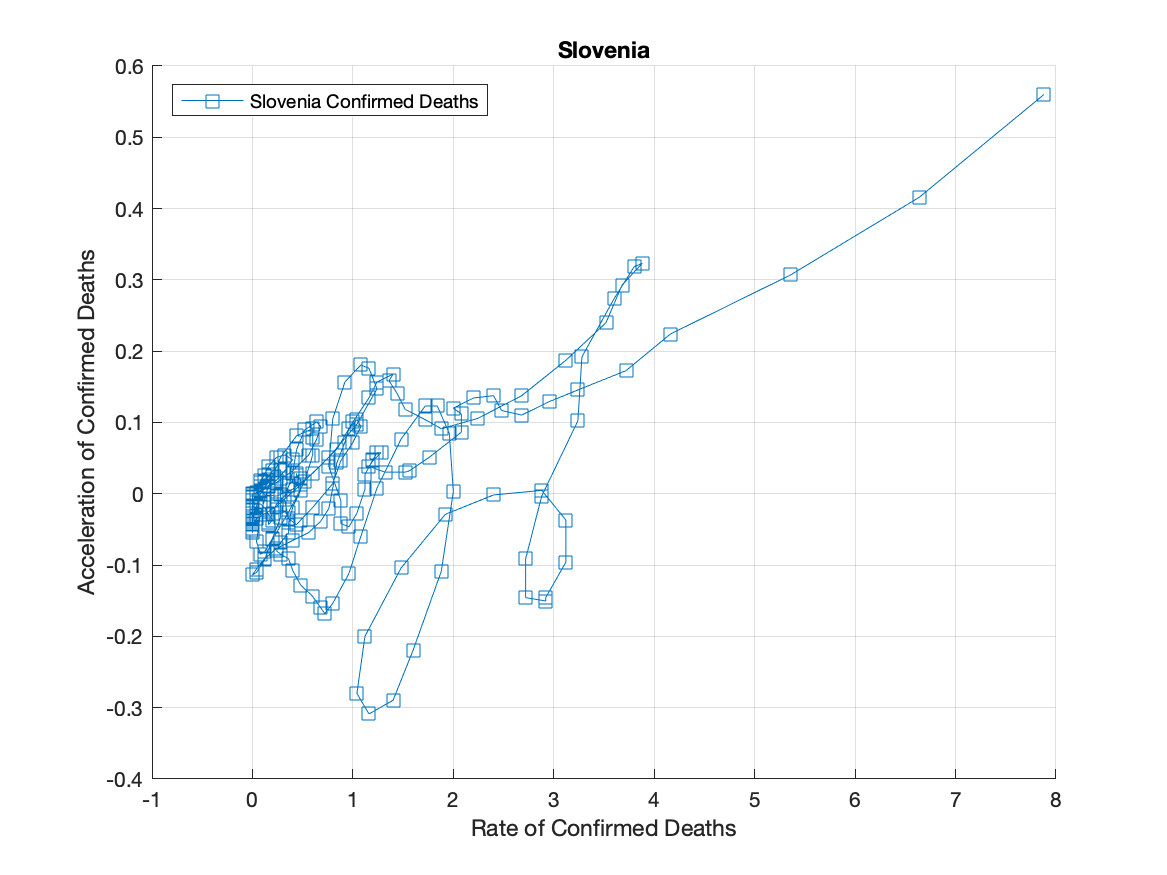 Slovenia
Slovenia Confirmed Deaths
0.6
0.5
0.4
0.3
0.2
0.1
0
-0.1
-0.2
-0.3
-0.4
Acceleration of Confirmed Deaths
-1 0 1 2 3 4 5 6 7 8
Rate of Confirmed Deaths